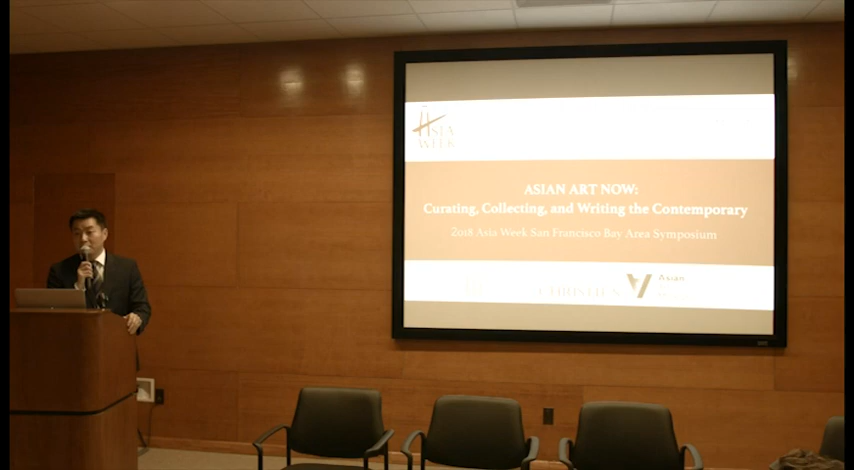 ASIA
WEEK
ASIAN ART NOW:
Curating, Collecting, and Writing the Contemporary
2018 Asia Week San Francisco Bay Area Symposium
CHRISTIE'S
Asian